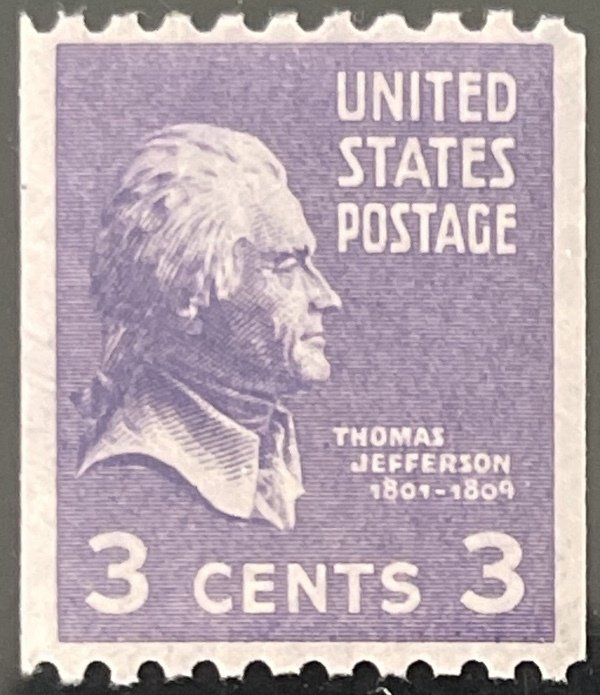 UNITED
STATES
POSTAGE
THOMAS
JEFFERSON
1801-1809
3 CENTS 3